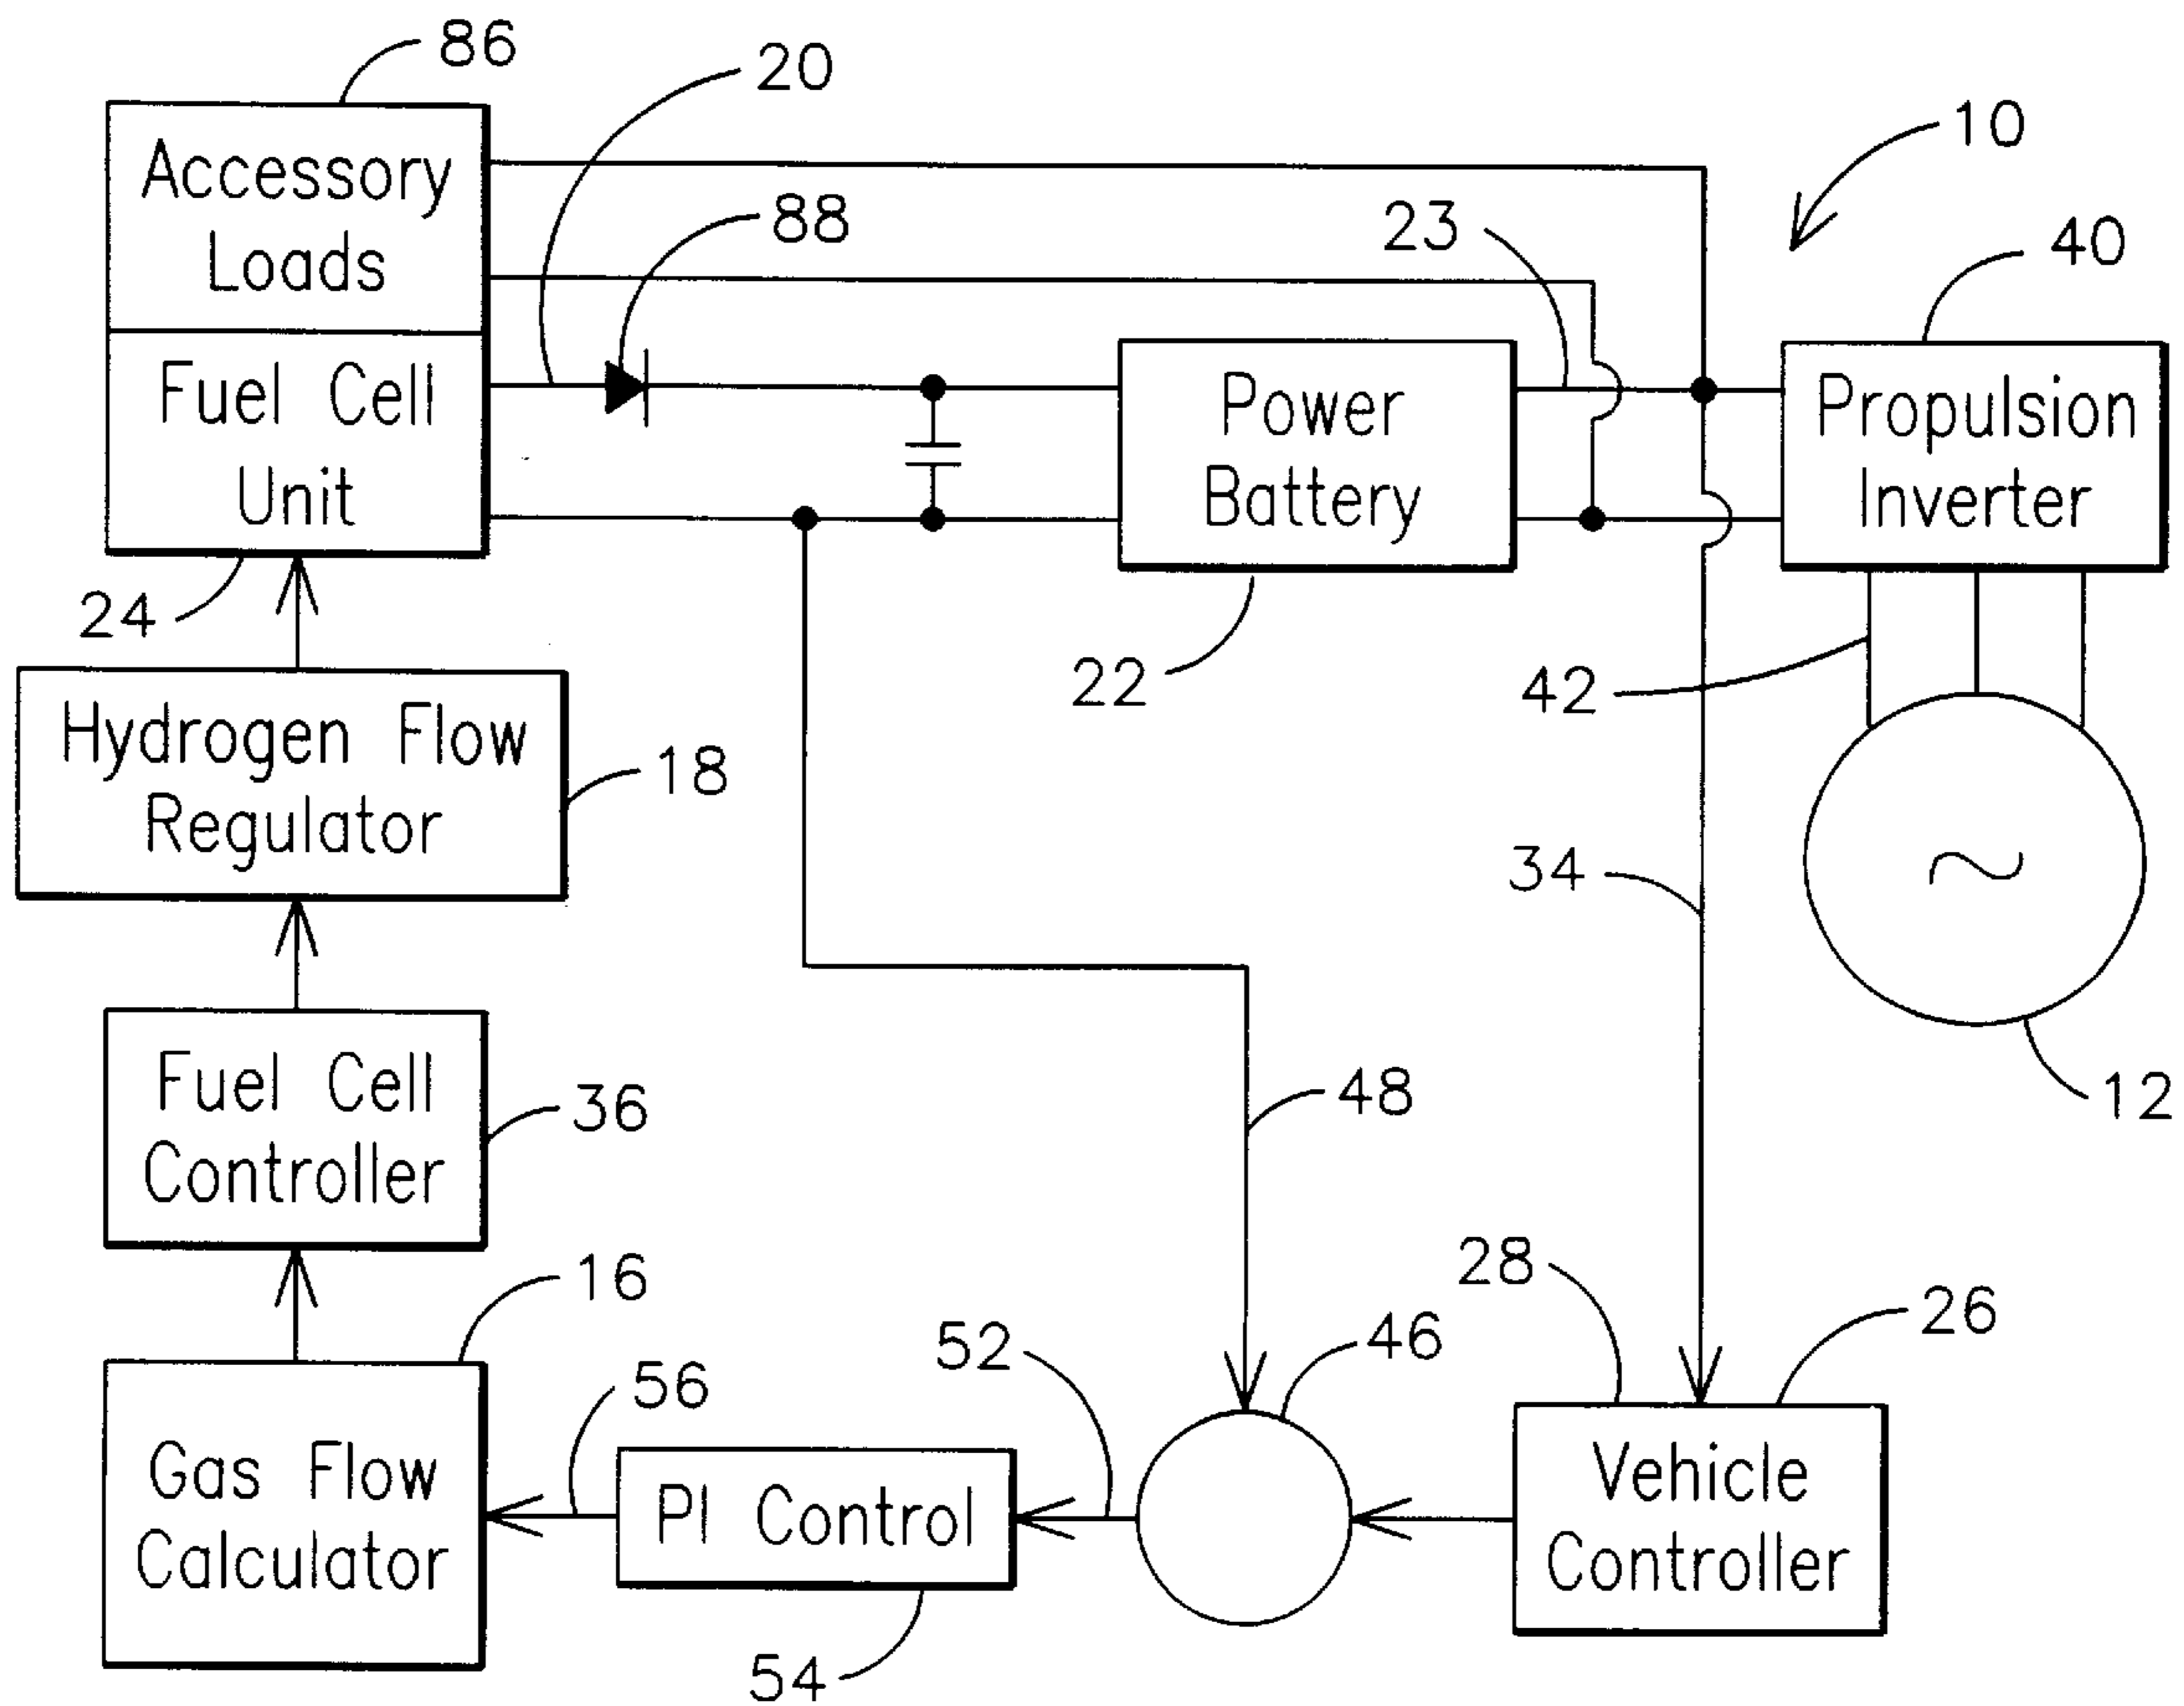 86
20
10
Accessory
Loads
88
23
40
Fuel Cell
Unit
Power
Battery
Propulsion
Inverter
24
22
42
Hydrogen Flow
Regulator
18
34
Fuel Cell
Controller
36
48
12
16
28
26
56
52
46
Gas Flow
Calculator
PI Control
Vehicle
Controller
54